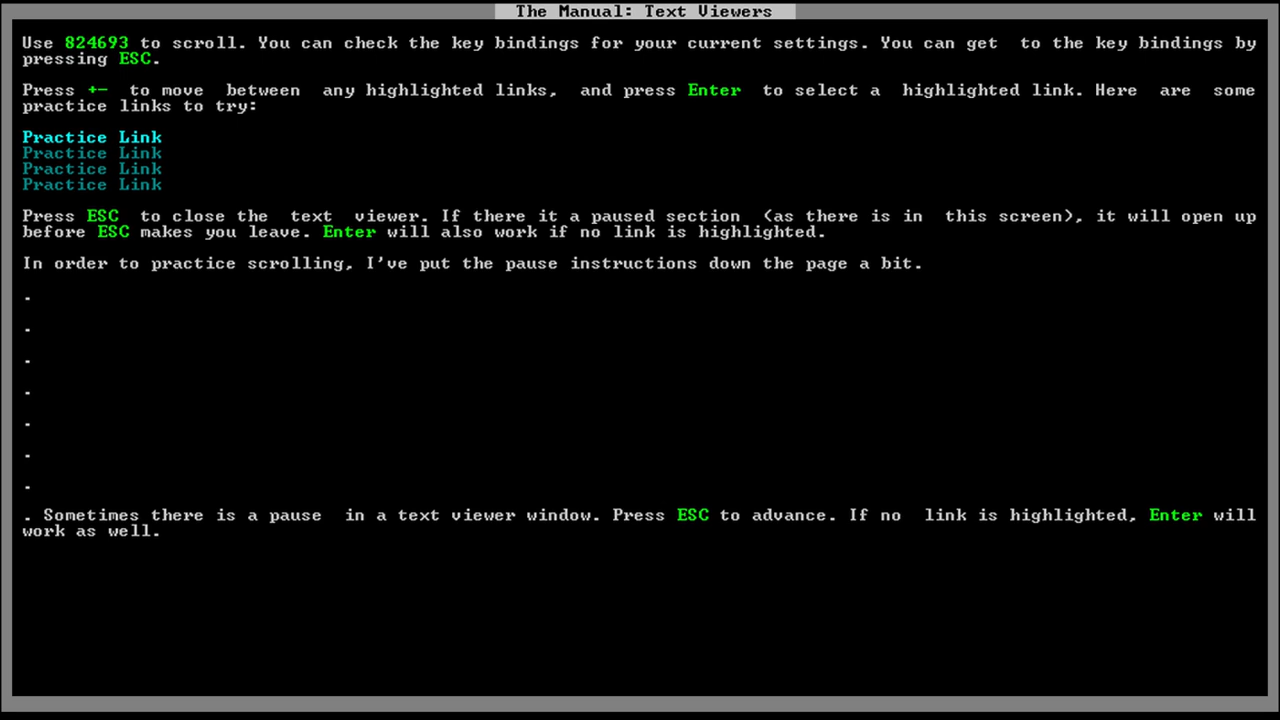 The Manual: Text Viewers
Use 824693 to scroll. You can check the key bindings for your current settings. You can get to the key bindings by
pressing ESC.
Press +- to move between any highlighted links, and press Enter to select a highlighted link. Here are some
practice links to try:
Practice Link
Practice Link
Practice Link
Practice Link
Press ESC to close the text viewer. If there it a paused section (as there is in this screen), it will open up
before ESC makes you leave. Enter will also work if no link is highlighted.
In order to practice scrolling, I've put the pause instructions down the page a bit.
.
.
.
.
.
.
.
. Sometimes there is a pause in a text viewer window. Press ESC to advance. If no link is highlighted, Enter will
work as well.